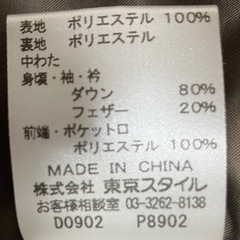 表地 ポリエステル 100%
裏地 ポリエステル
中わた
身頃・袖・衿
ダウン 80%
フェザー 20%
前端・ポケット口
ポリエステル 100%
MADE IN CHINA
株式会社 東京スタイル
お客様相談室 03-3262-8138
D0902 P8902